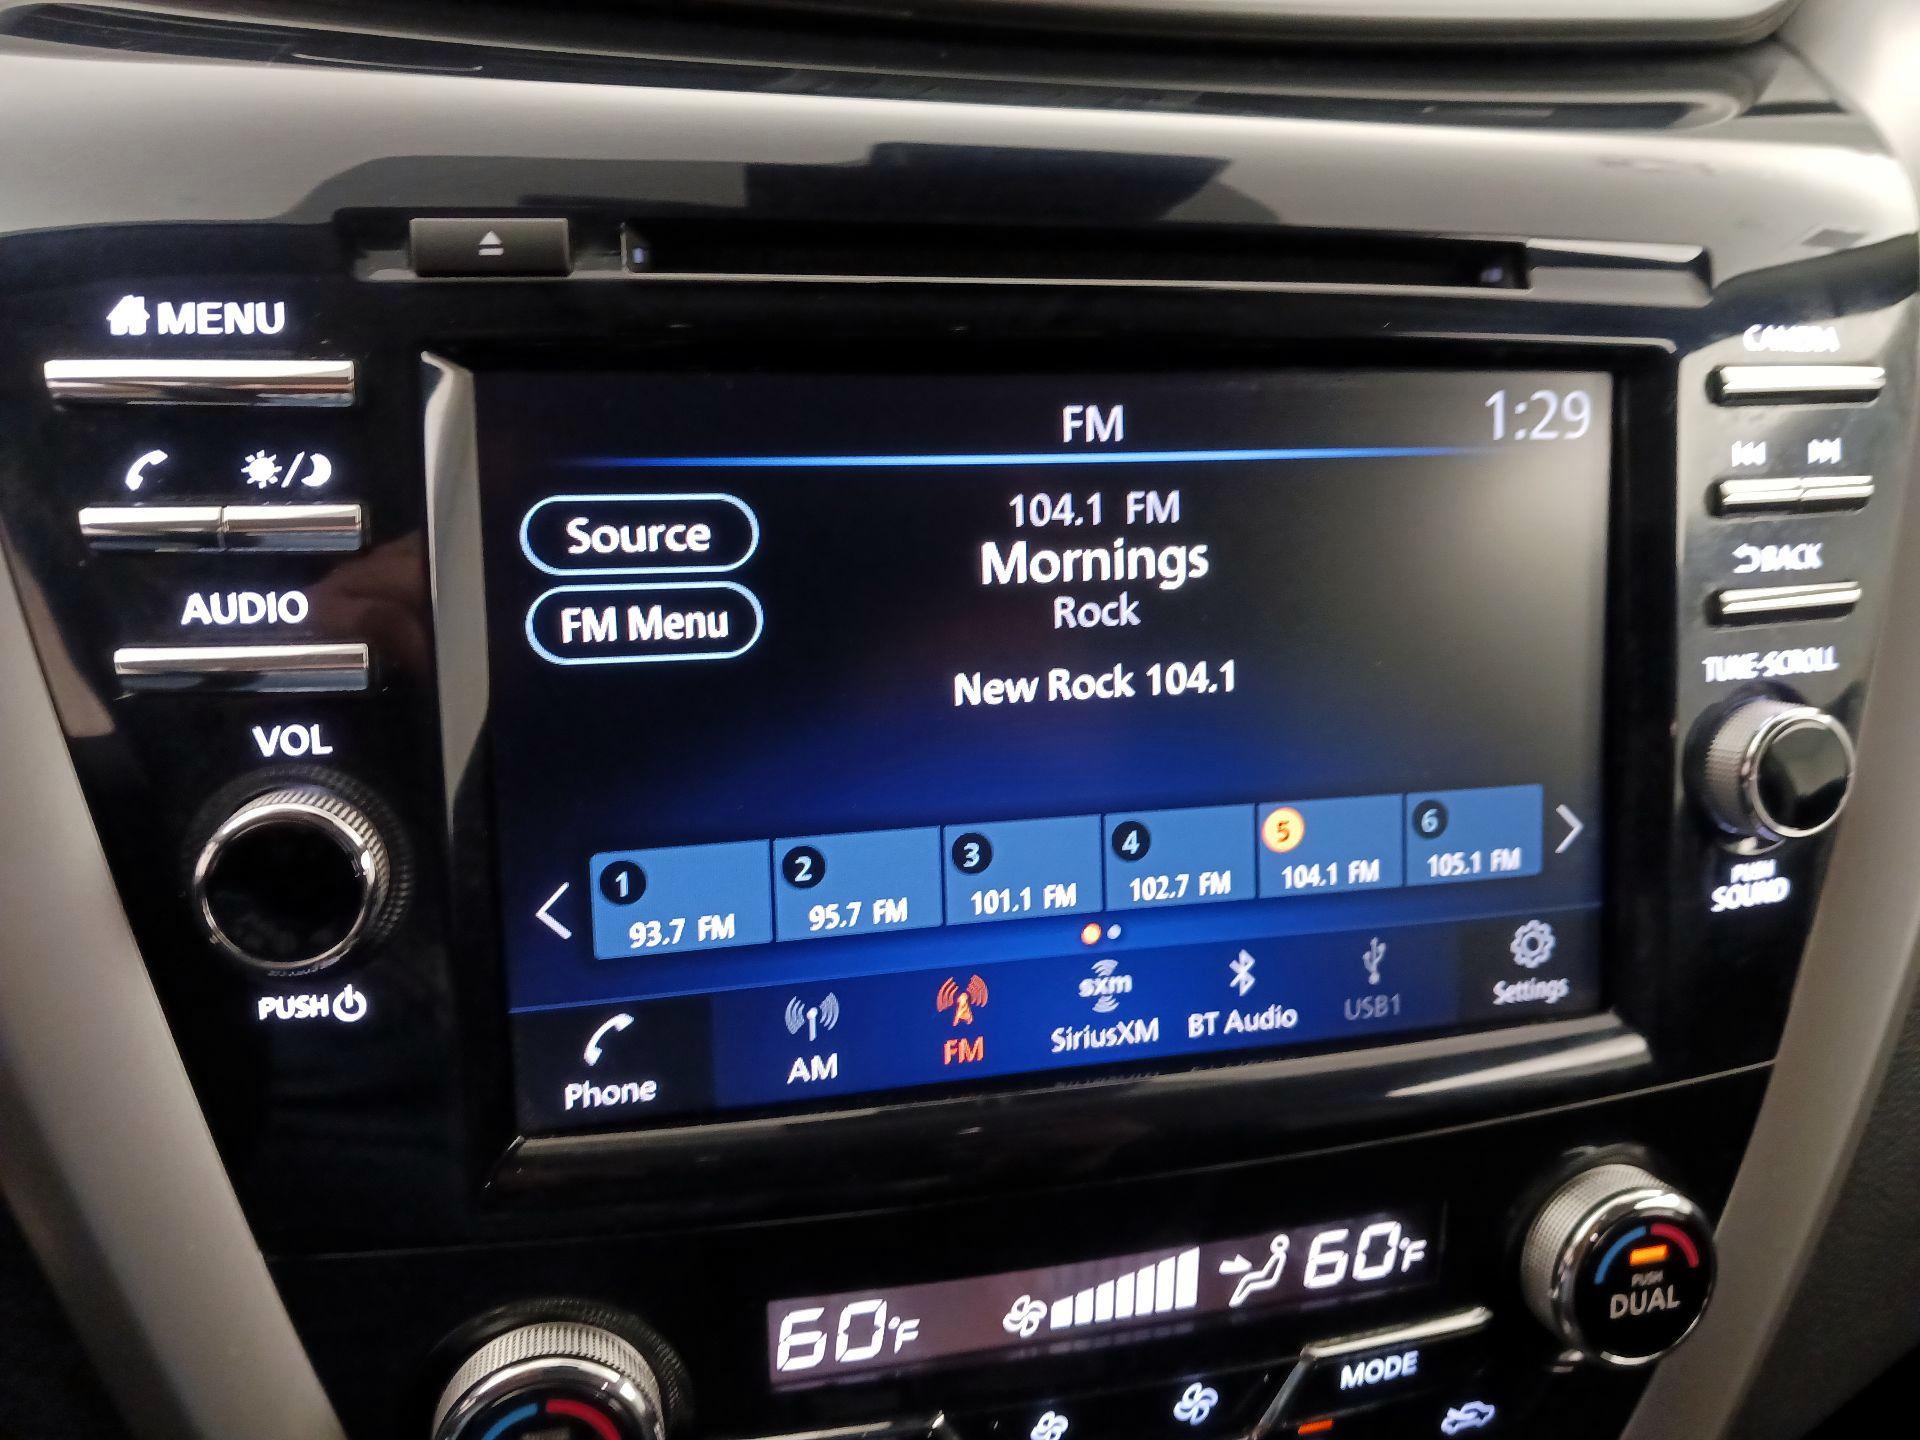 MENU
CAMERA
FM
1:29
Source
104.1 FM
Mornings
FM Menu
Rock
BACK
AUDIO
New Rock 104.1
TUNE-SCROLL
VOL
1
93.7 FM
2
95.7 FM
3
101.1 FM
4
102.7 FM
5
104.1 FM
6
105.1 FM
PUSH
SOUND
PUSH
Phone
AM
FM
sxm
SiriusXM
BT Audio
USB1
Settings
60°F
60°F
PUSH
DUAL
MODE